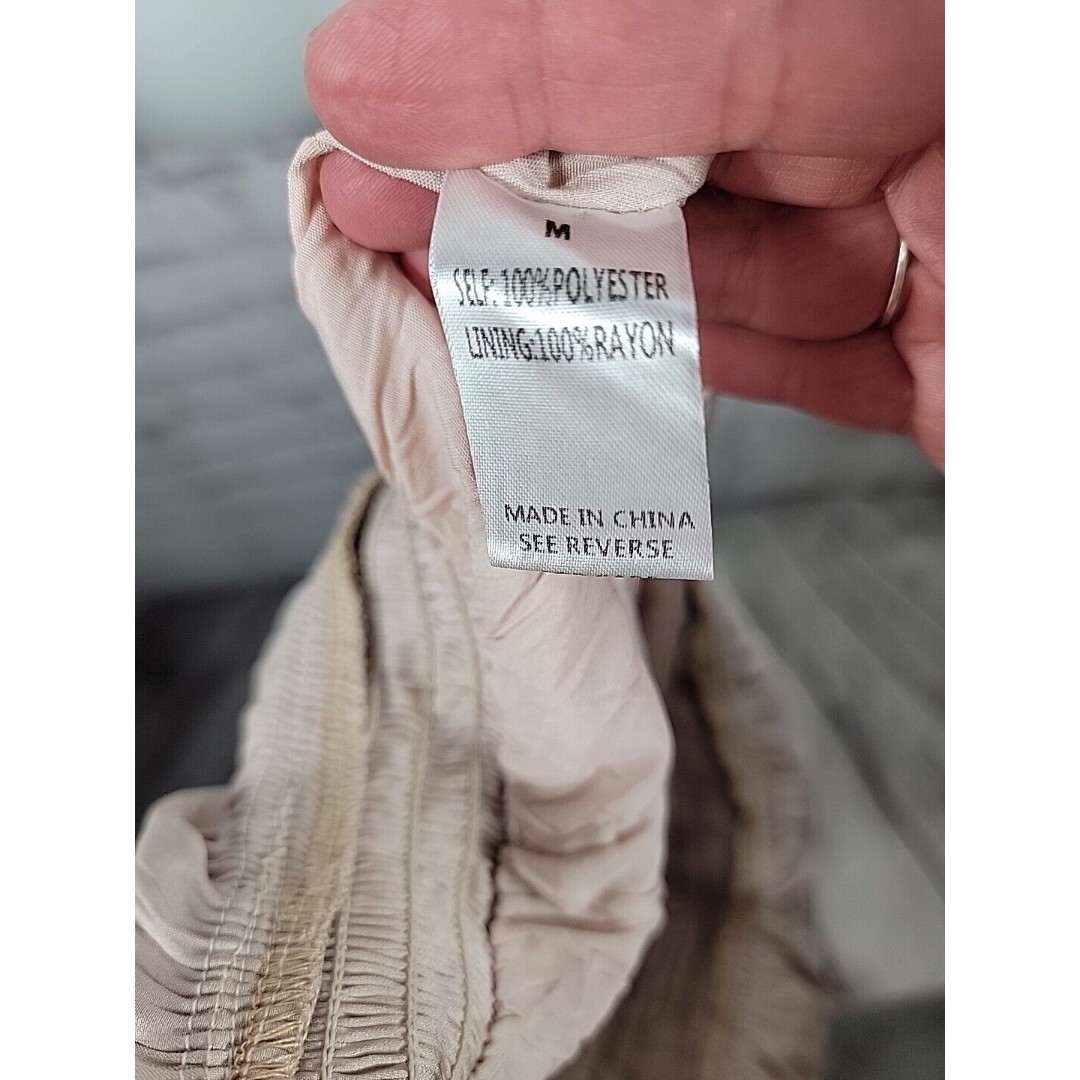 M
SELF:100%POLYESTER
LINING:100%RAYON
MADE IN CHINA
SEE REVERSE